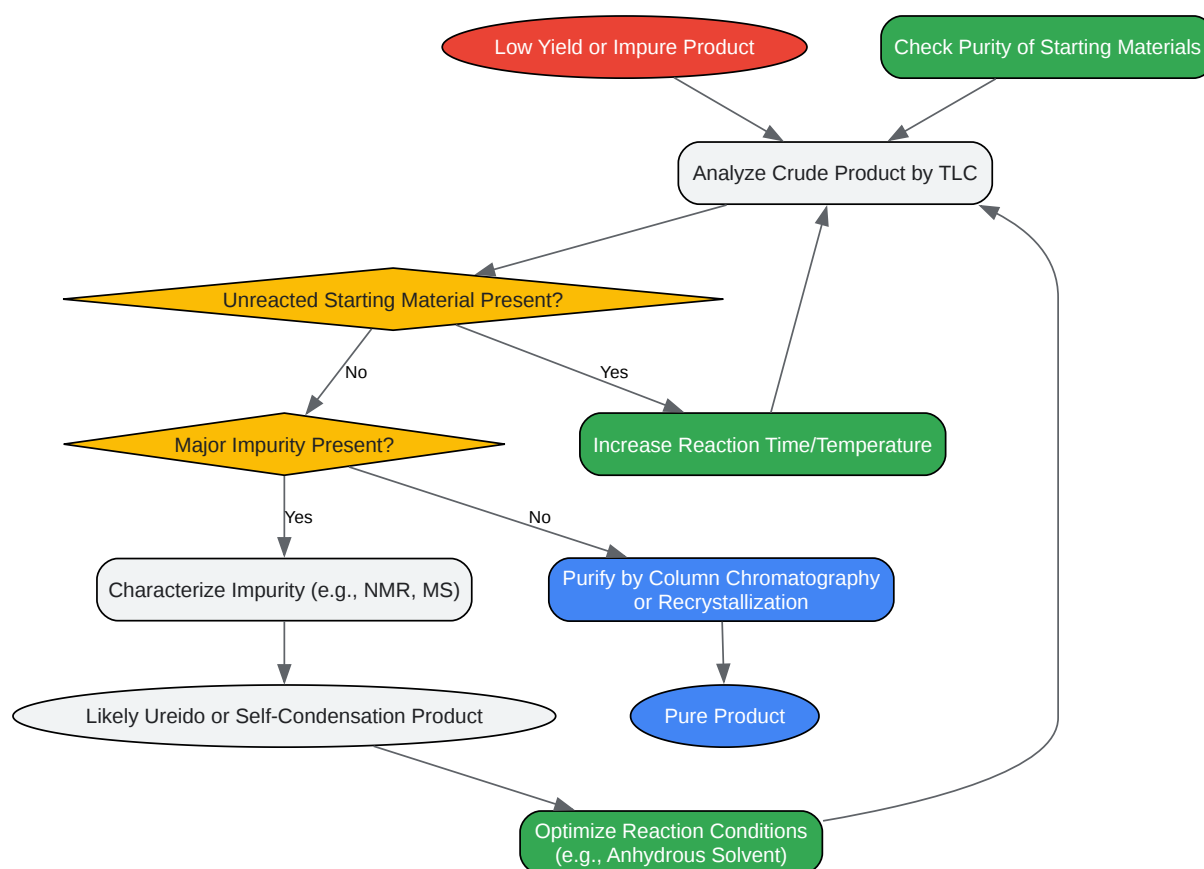 Low Yield or Impure Product
Check Purity of Starting Materials
Analyze Crude Product by TLC
Unreacted Starting Material Present?
No
Yes
Major Impurity Present?
Increase Reaction Time/Temperature
Yes
No
Characterize Impurity (e.g., NMR, MS)
Purify by Column Chromatography
or Recrystallization
Likely Ureido or Self-Condensation Product
Pure Product
Optimize Reaction Conditions
(e.g., Anhydrous Solvent)